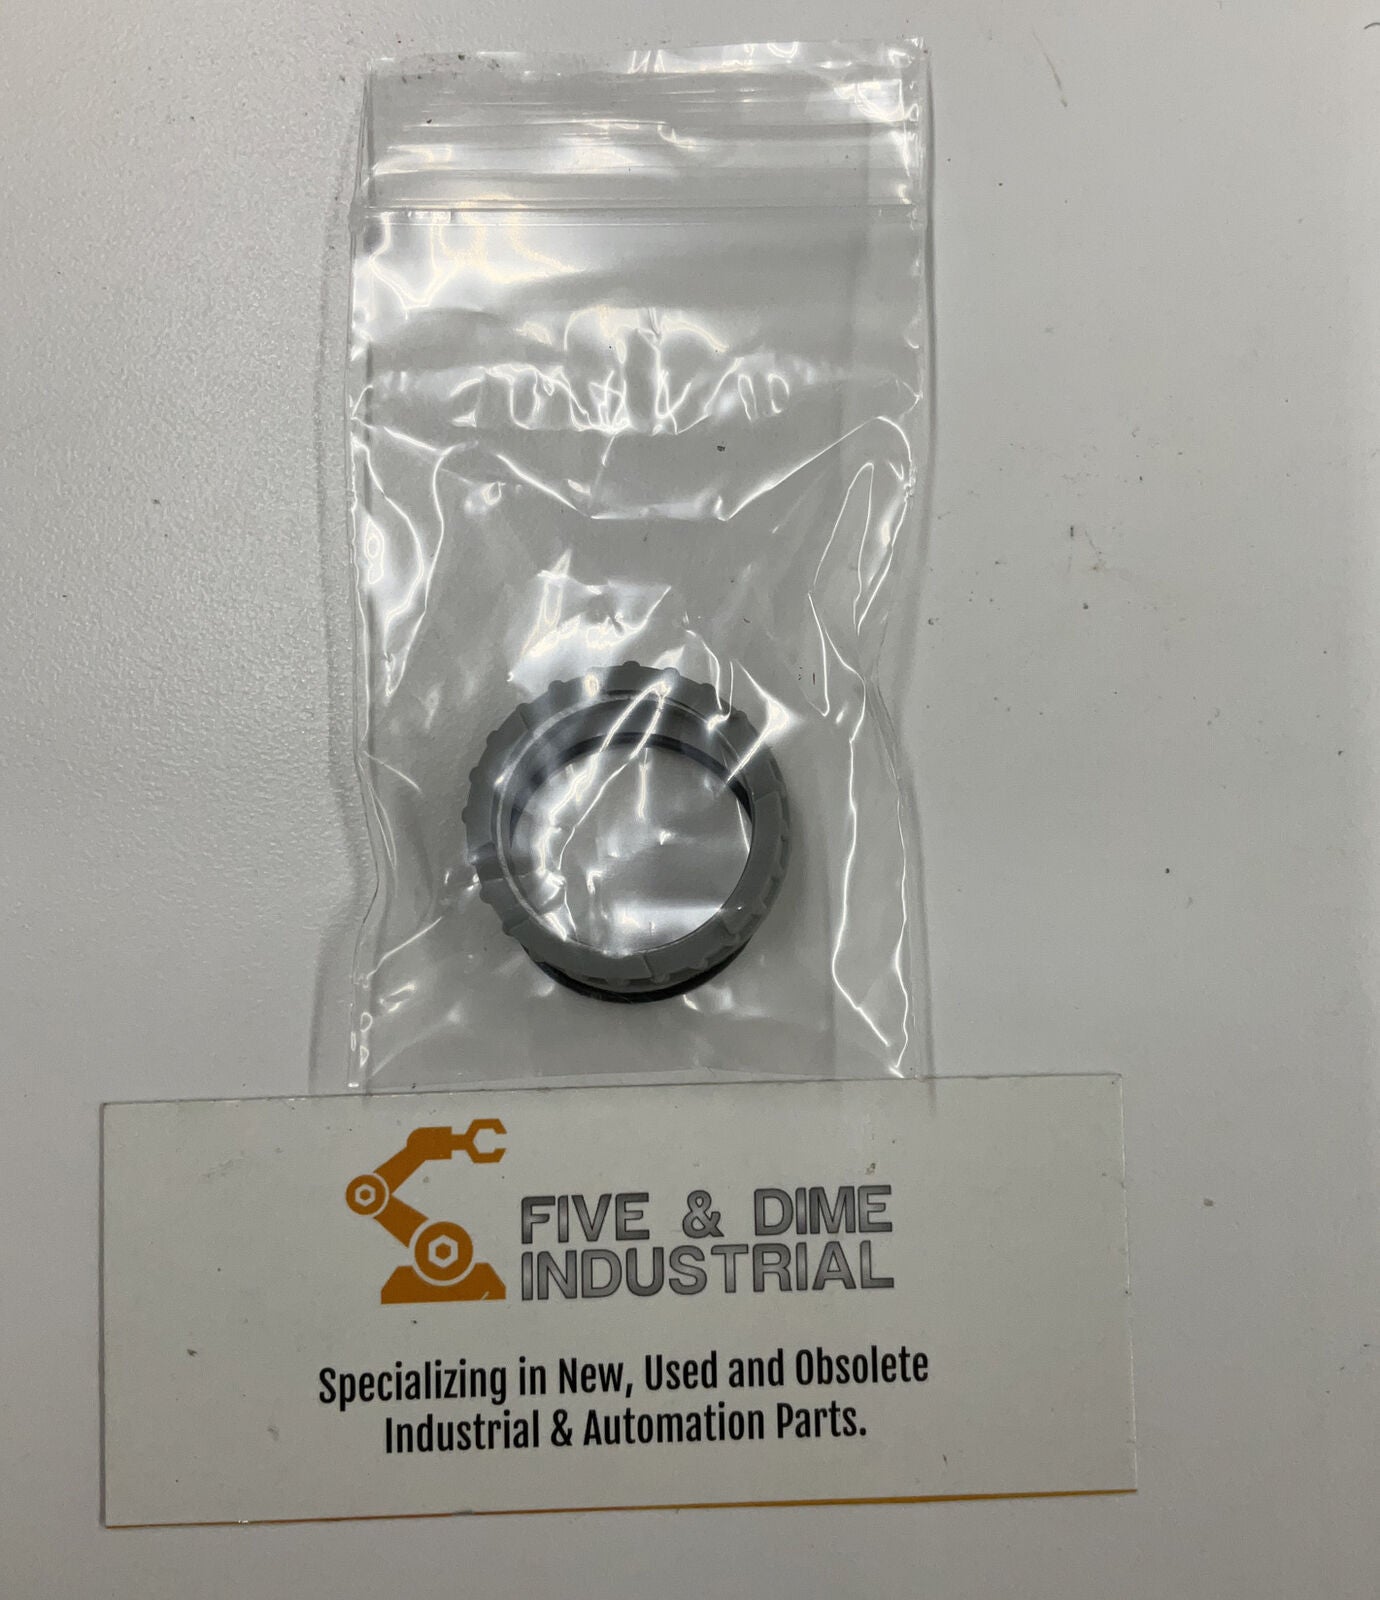 FIVE & DIME
INDUSTRIAL
Specializing in New, Used and Obsolete
Industrial & Automation Parts.